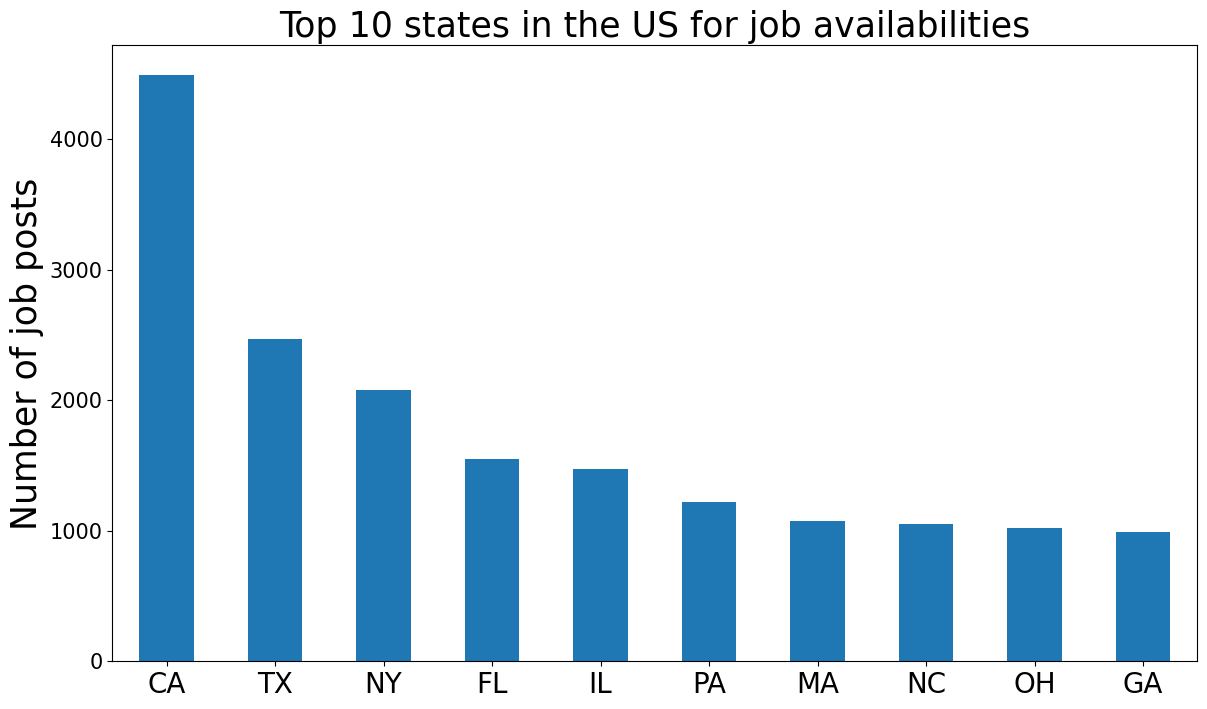 Top 10 states in the US for job availabilities
Number of job posts
4000
3000
2000
1000
0
CA TX NY FL IL PA MA NC OH GA